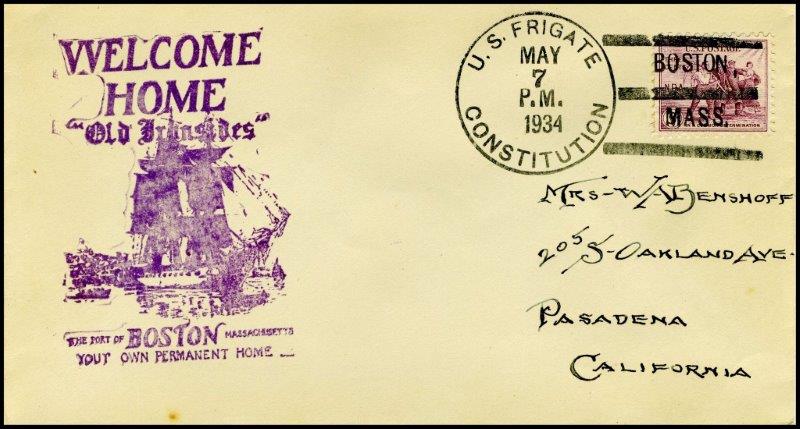 WELCOME
HOME
"Old Ironsides"
THE PORT OF BOSTON MASSACHUSETTS
YOUR OWN PERMANENT HOME
U.S. FRIGATE
MAY
7
P.M.
1934
CONSTITUTION
U.S. POSTAGE
BOSTON
N.R.A.
MASS.
MRS-WABENSHOFF
205 S-OAKLAND AVE-
PASADENA
CALIFORNIA